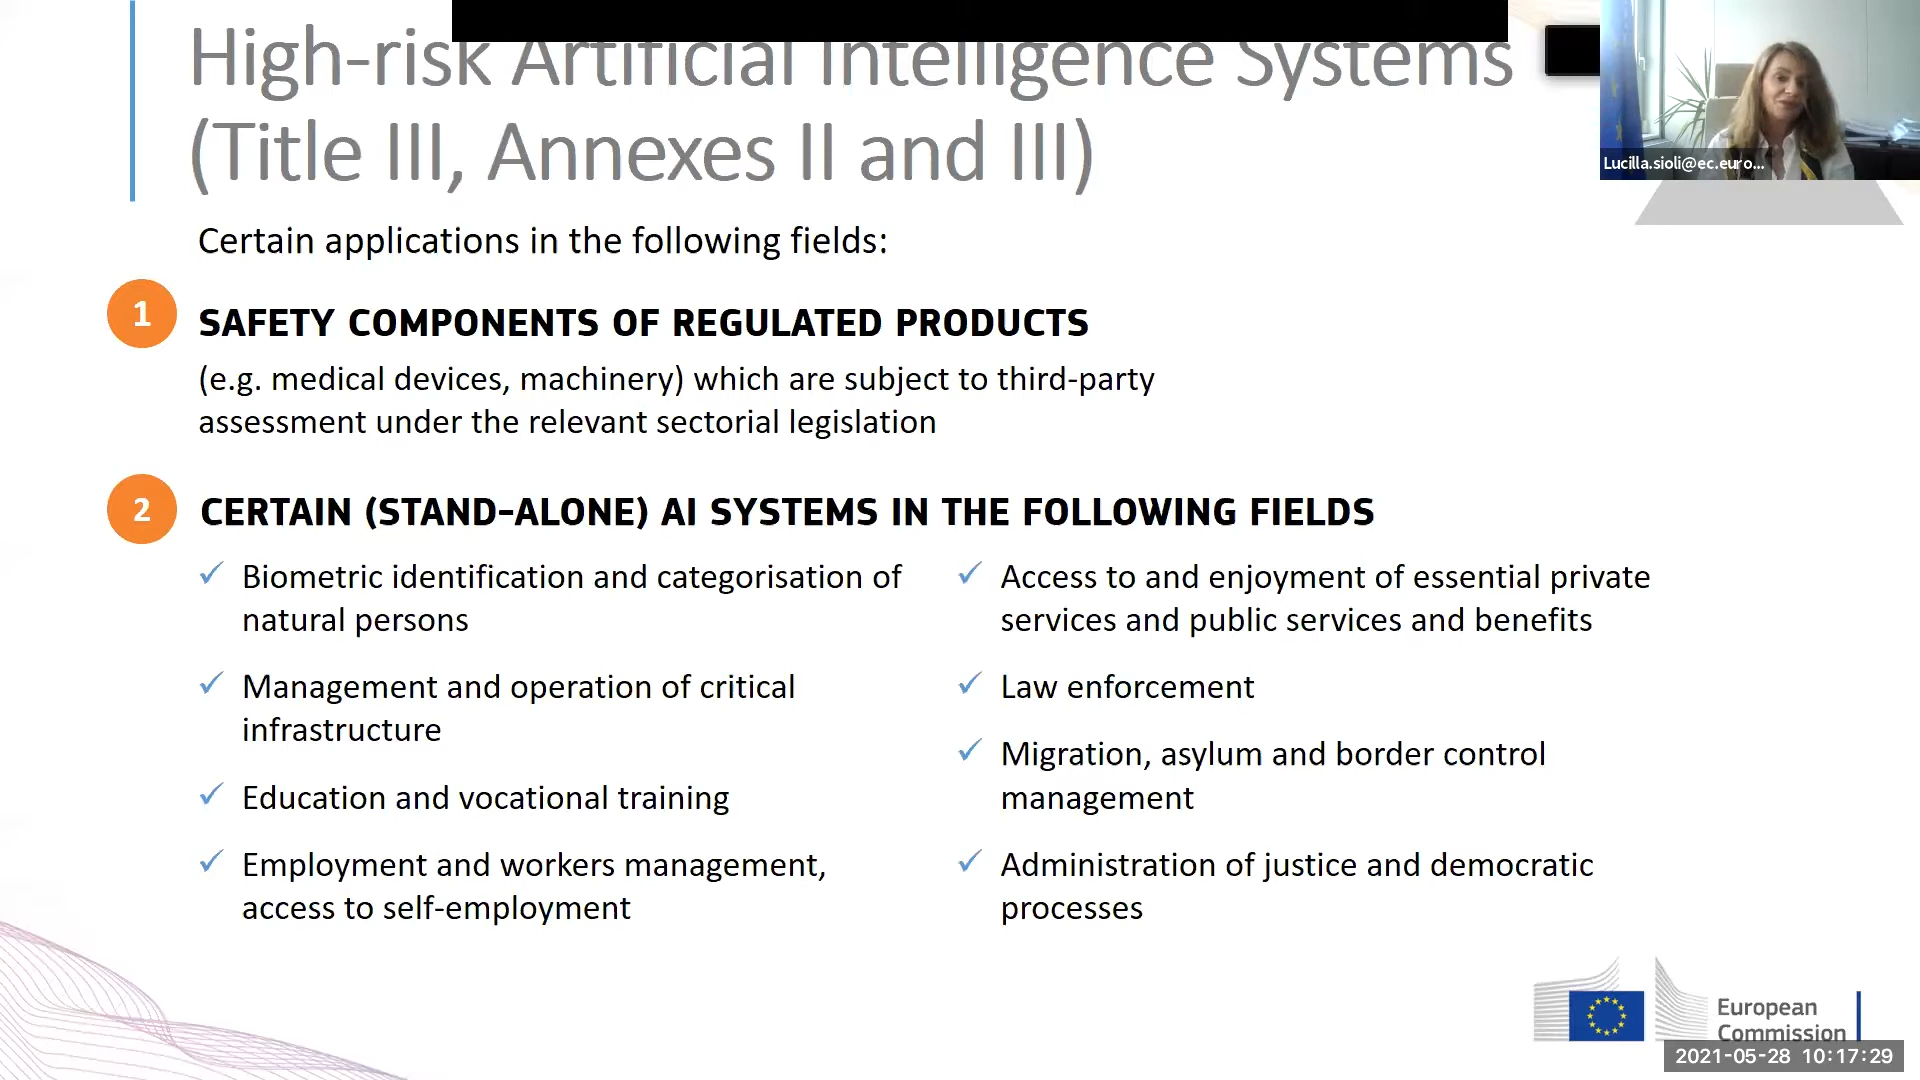 High-risk Artificial Intelligence Systems
(Title III, Annexes II and III)
Lucilla.sioli@ec.euro...
Certain applications in the following fields:
1
SAFETY COMPONENTS OF REGULATED PRODUCTS
(e.g. medical devices, machinery) which are subject to third-party
assessment under the relevant sectorial legislation
2
CERTAIN (STAND-ALONE) AI SYSTEMS IN THE FOLLOWING FIELDS
✓ Biometric identification and categorisation of
natural persons
✓ Management and operation of critical
infrastructure
✓ Education and vocational training
✓ Employment and workers management,
access to self-employment
✓ Access to and enjoyment of essential private
services and public services and benefits
✓ Law enforcement
✓ Migration, asylum and border control
management
✓ Administration of justice and democratic
processes
European
Commission
2021-05-28 10:17:29